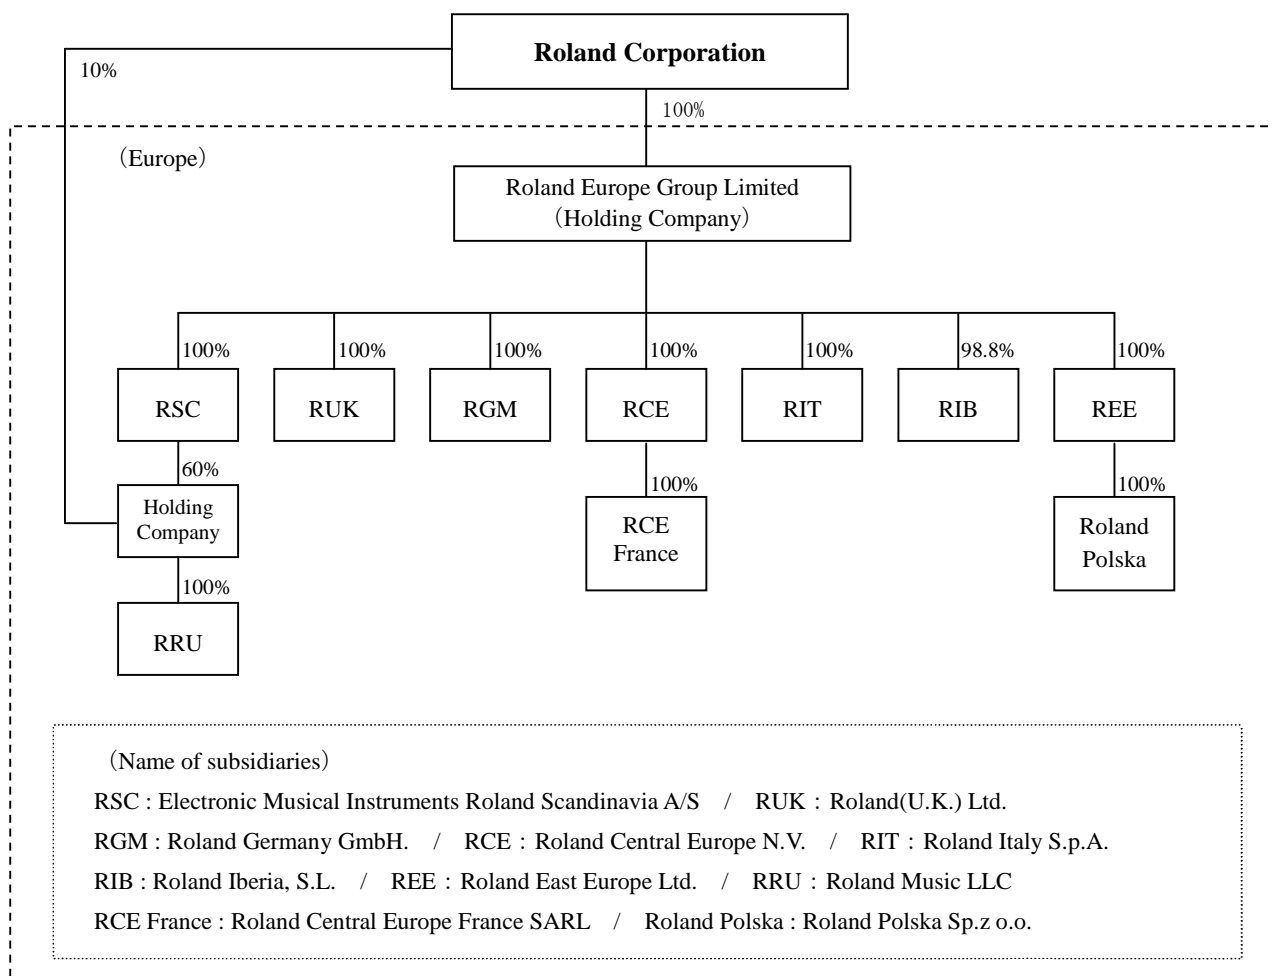 Roland Corporation
10%
100%
（Europe）
Roland Europe Group Limited
（Holding Company）
100% 100% 100% 100% 100% 98.8% 100%
RSC RUK RGM RCE RIT RIB REE
60% 100% 100%
Holding
Company
RCE
France
Roland
Polska
100%
RRU
（Name of subsidiaries）
RSC : Electronic Musical Instruments Roland Scandinavia A/S / RUK : Roland(U.K.) Ltd.
RGM : Roland Germany GmbH. / RCE : Roland Central Europe N.V. / RIT : Roland Italy S.p.A.
RIB : Roland Iberia, S.L. / REE : Roland East Europe Ltd. / RRU : Roland Music LLC
RCE France : Roland Central Europe France SARL / Roland Polska : Roland Polska Sp.z o.o.